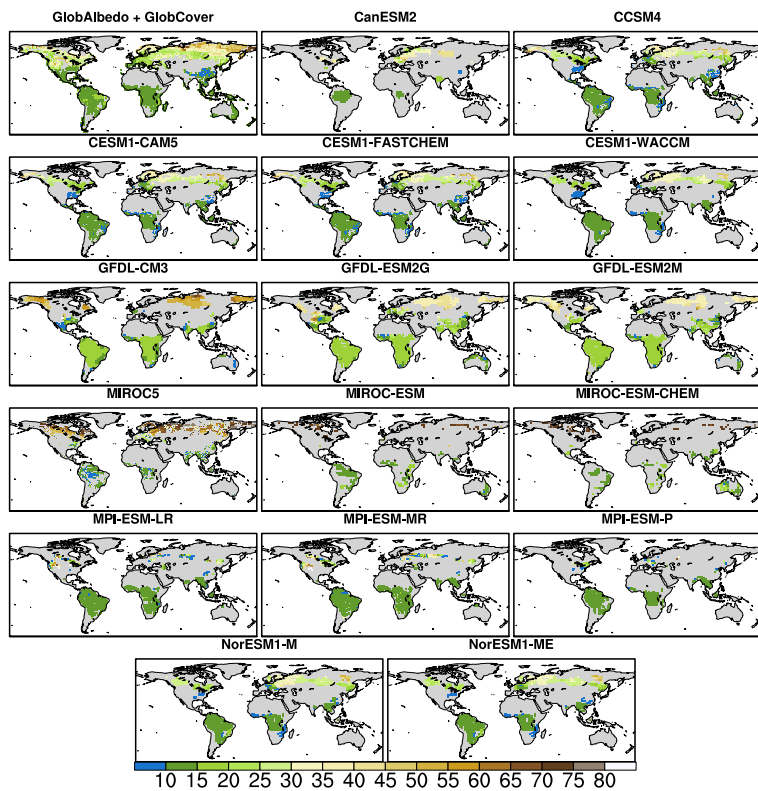 GlobAlbedo + GlobCover CanESM2 CCSM4
CESM1-CAM5 CESM1-FASTCHEM CESM1-WACCM
GFDL-CM3 GFDL-ESM2G GFDL-ESM2M
MIROC5 MIROC-ESM MIROC-ESM-CHEM
MPI-ESM-LR MPI-ESM-MR MPI-ESM-P
NorESM1-M NorESM1-ME
10 15 20 25 30 35 40 45 50 55 60 65 70 75 80